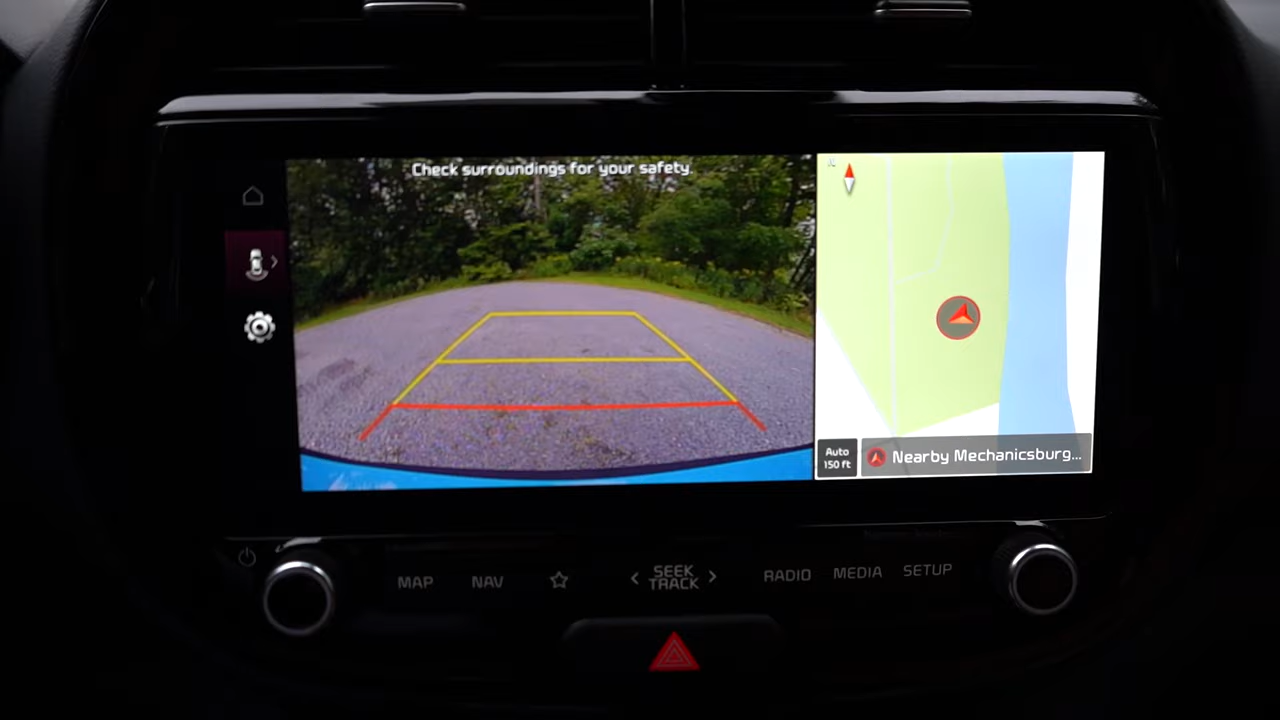 Check surroundings for your safety.
N
Auto
150 ft
Nearby Mechanicsburg...
MAP
NAV
SEEK
TRACK
RADIO
MEDIA
SETUP